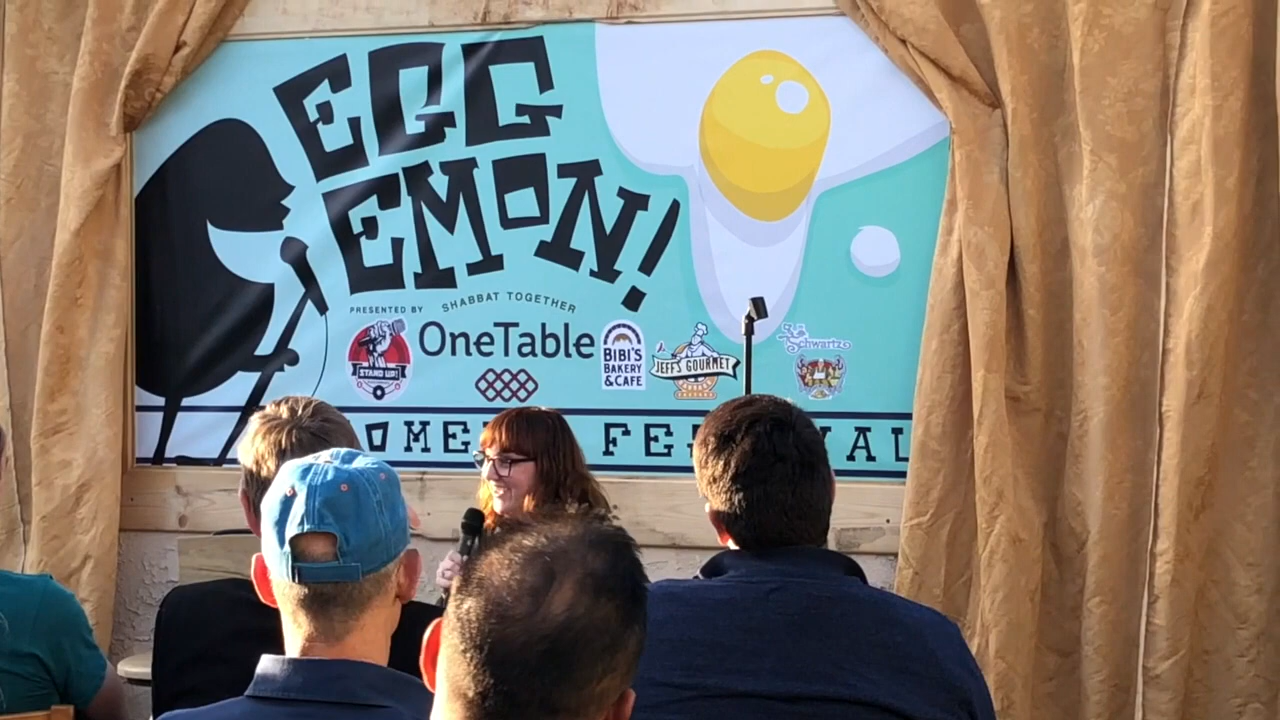 EGG
EMON!
PRESENTED BY
SHABBAT TOGETHER
STAND UP!
OneTable
BIBI'S
BAKERY
& CAFE
JEFF'S GOURMET
Schwartz